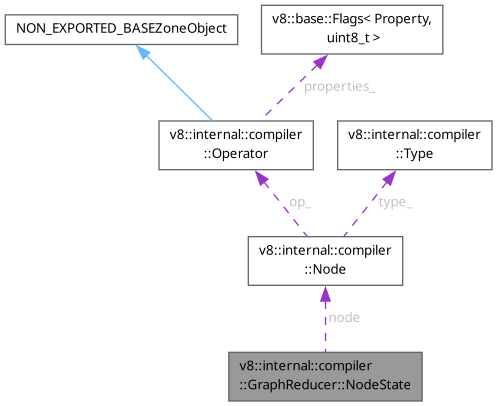 NON_EXPORTED_BASEZoneObject
v8::base::Flags< Property,
uint8_t >
properties_
v8::internal::compiler
::Operator
v8::internal::compiler
::Type
op_
type_
v8::internal::compiler
::Node
node
v8::internal::compiler
::GraphReducer::NodeState